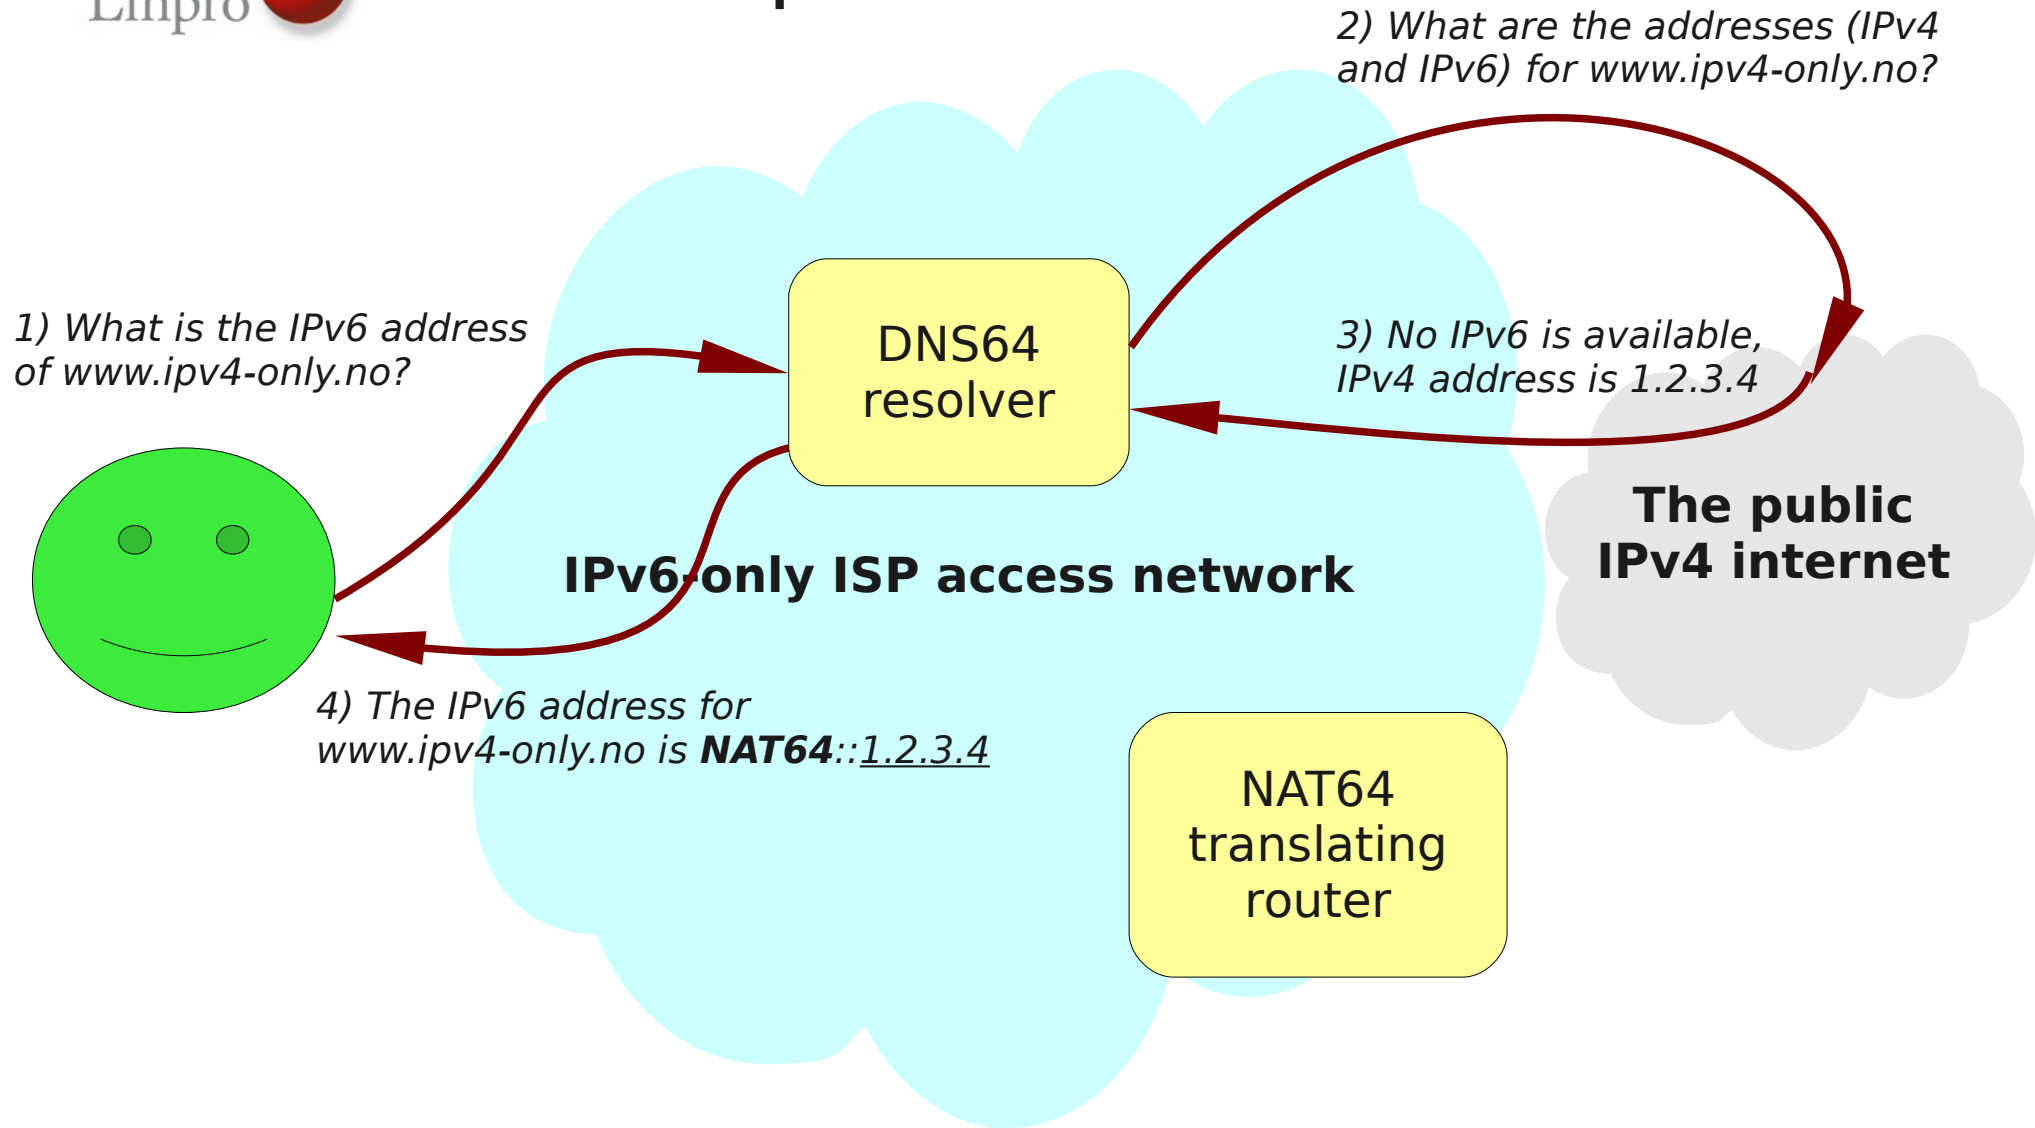 Linpro
2) What are the addresses (IPv4
and IPv6) for www.ipv4-only.no?
1) What is the IPv6 address
of www.ipv4-only.no?
DNS64
resolver
3) No IPv6 is available,
IPv4 address is 1.2.3.4
The public
IPv4 internet
IPv6-only ISP access network
4) The IPv6 address for
www.ipv4-only.no is NAT64::1.2.3.4
NAT64
translating
router